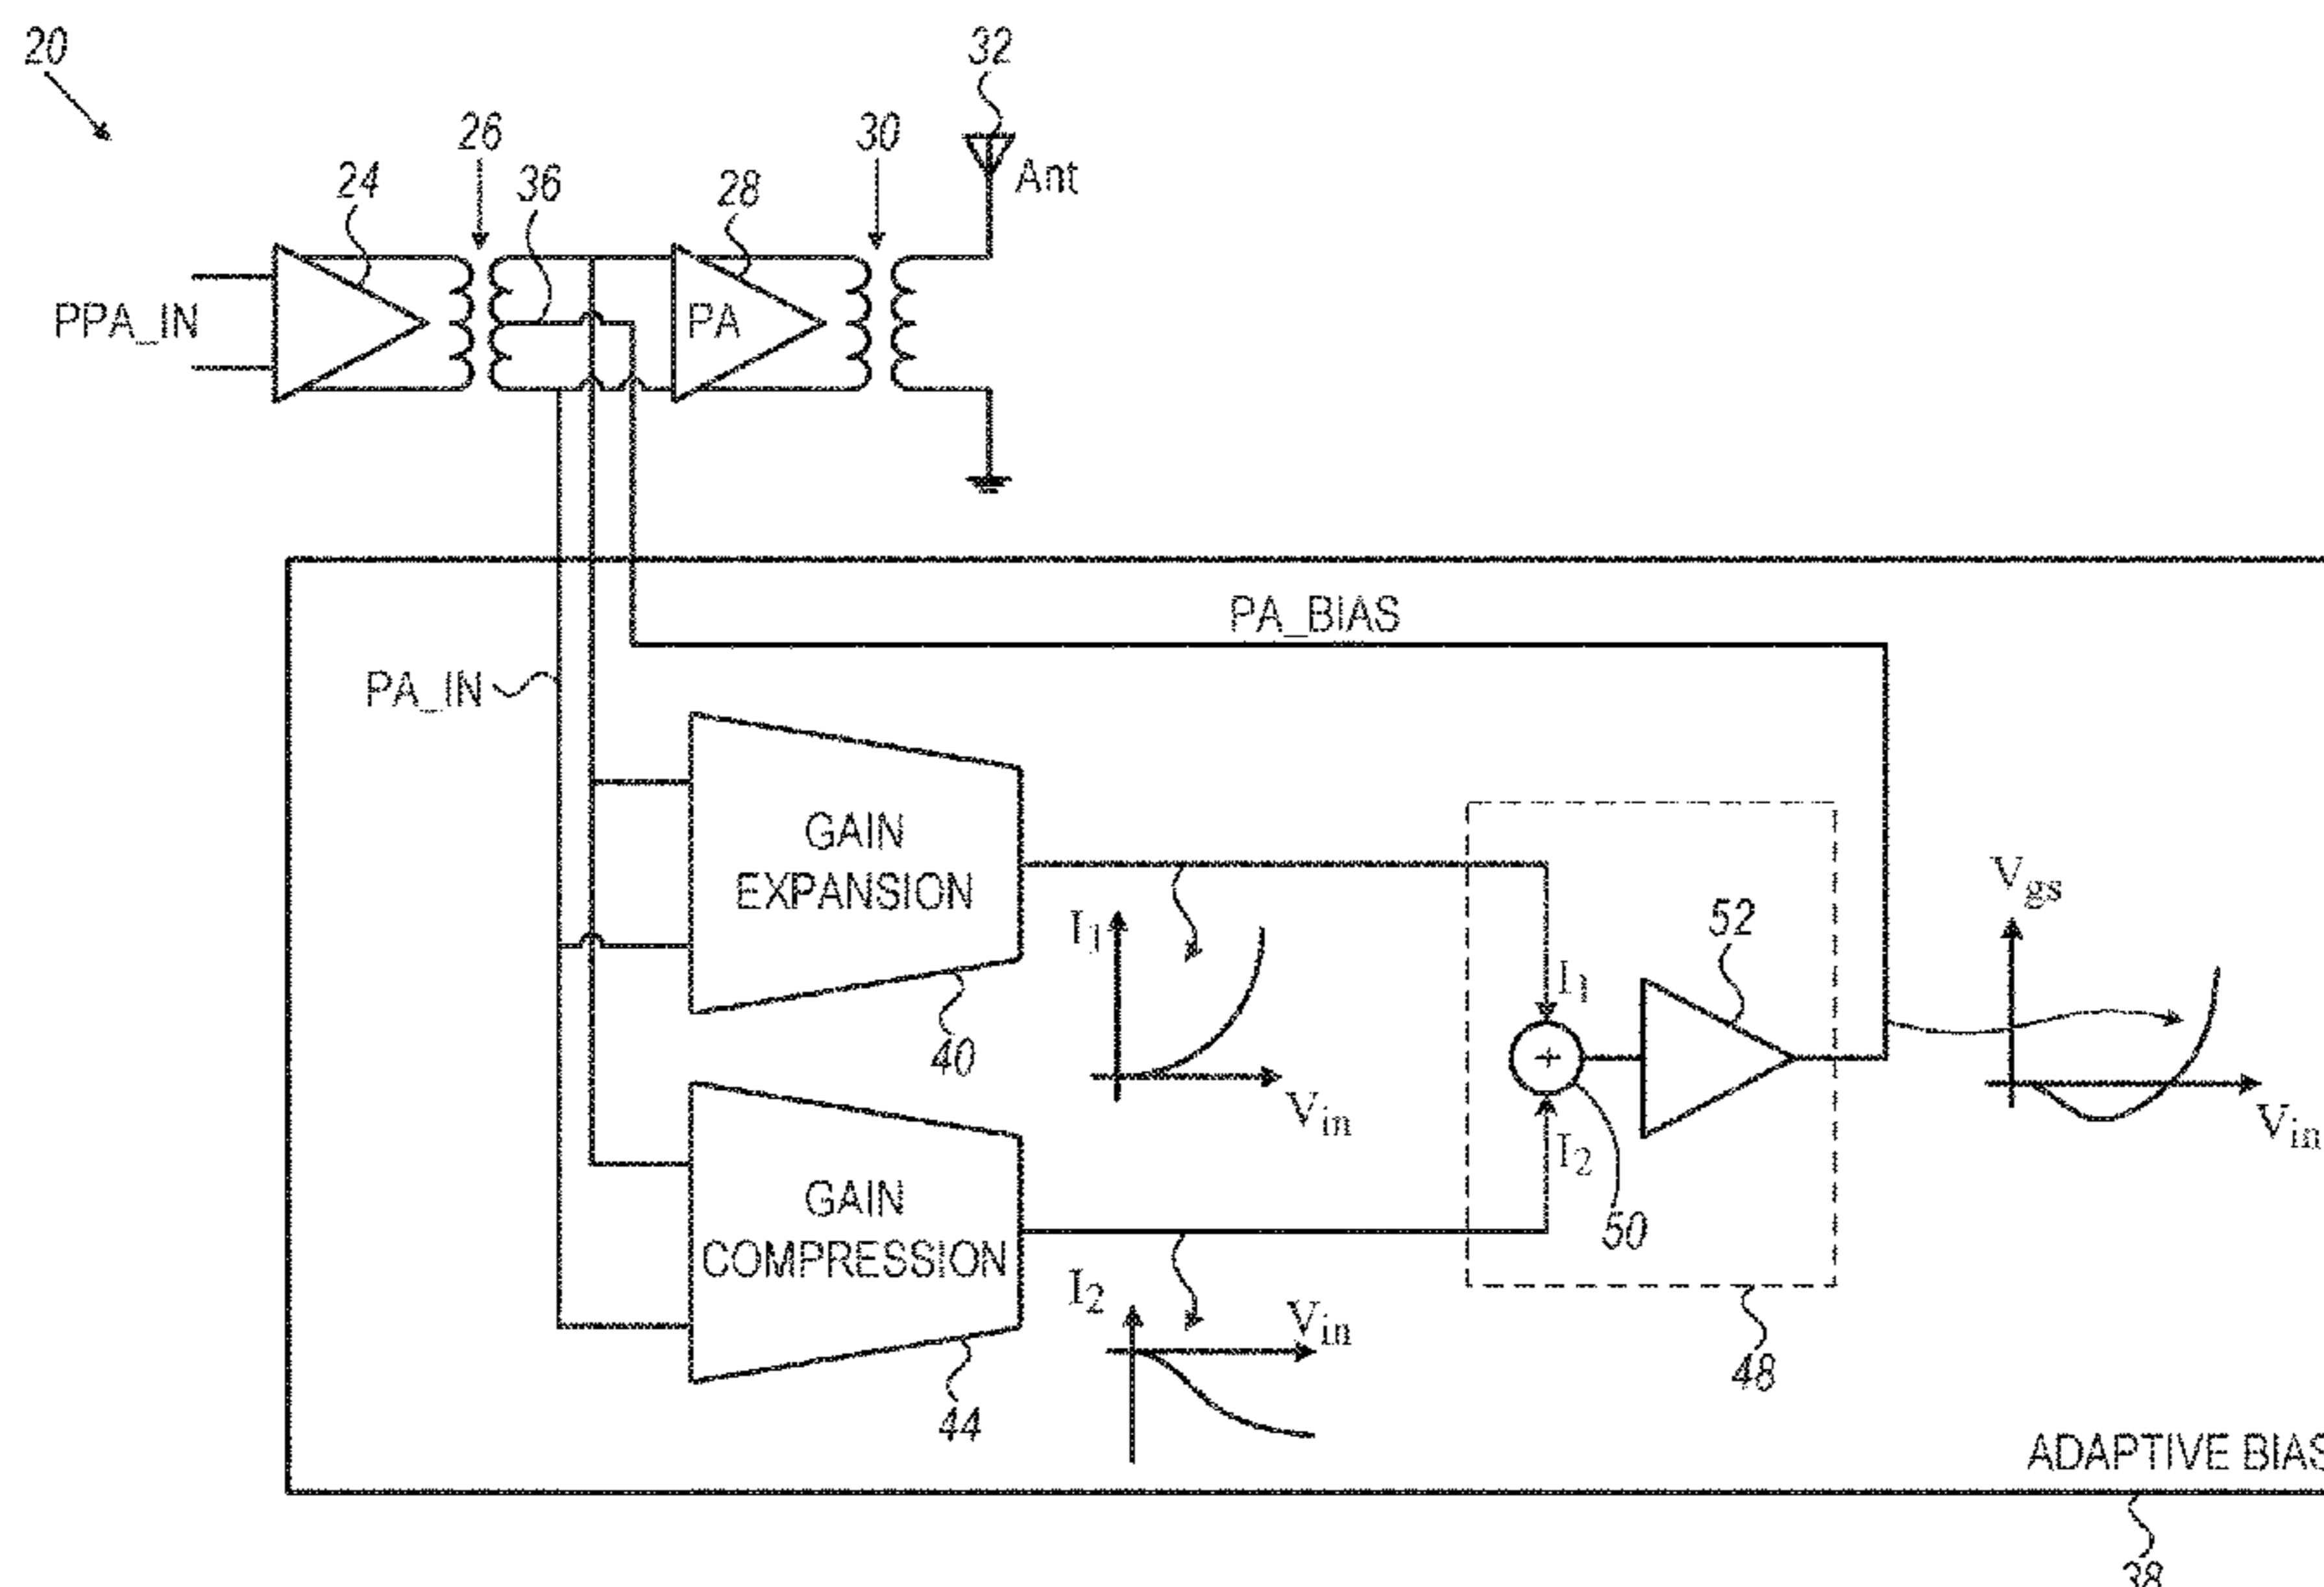 20
32
26
30
36
24
28
Ant
PPA_IN
PA
PA_BIAS
PA_IN
GAIN
EXPANSION
40
I1
Vin
I1
52
50
I2
Vgs
Vin
GAIN
COMPRESSION
44
I2
Vin
48
ADAPTIVE BIAS
38